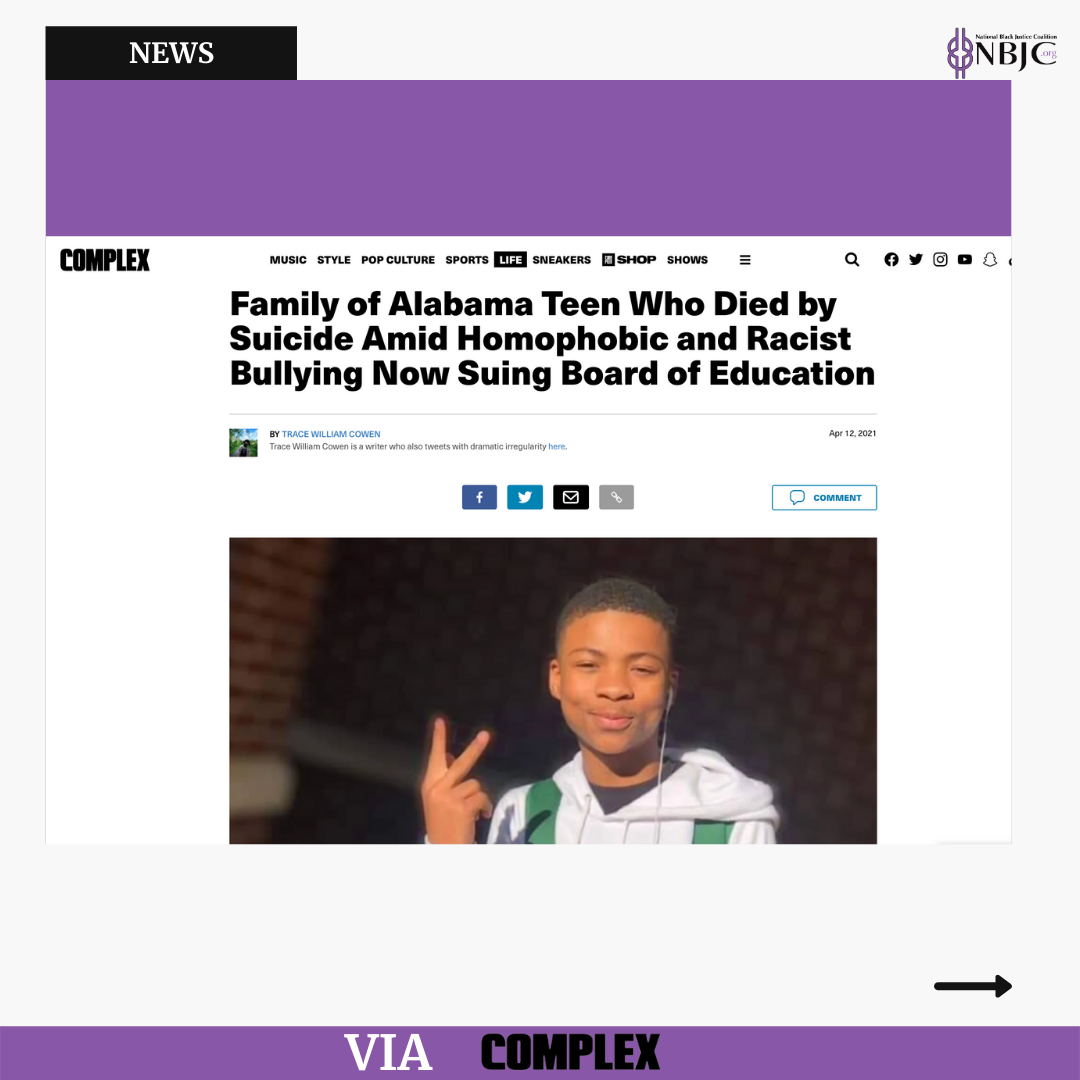 NEWS
National Black Justice Coalition
NBJC.org
COMPLEX
MUSIC STYLE POP CULTURE SPORTS LIFE SNEAKERS SHOP SHOWS
Family of Alabama Teen Who Died by
Suicide Amid Homophobic and Racist
Bullying Now Suing Board of Education
BY TRACE WILLIAM COWEN
Apr 12, 2021
Trace William Cowen is a writer who also tweets with dramatic irregularity here.
f
COMMENT
VIA COMPLEX